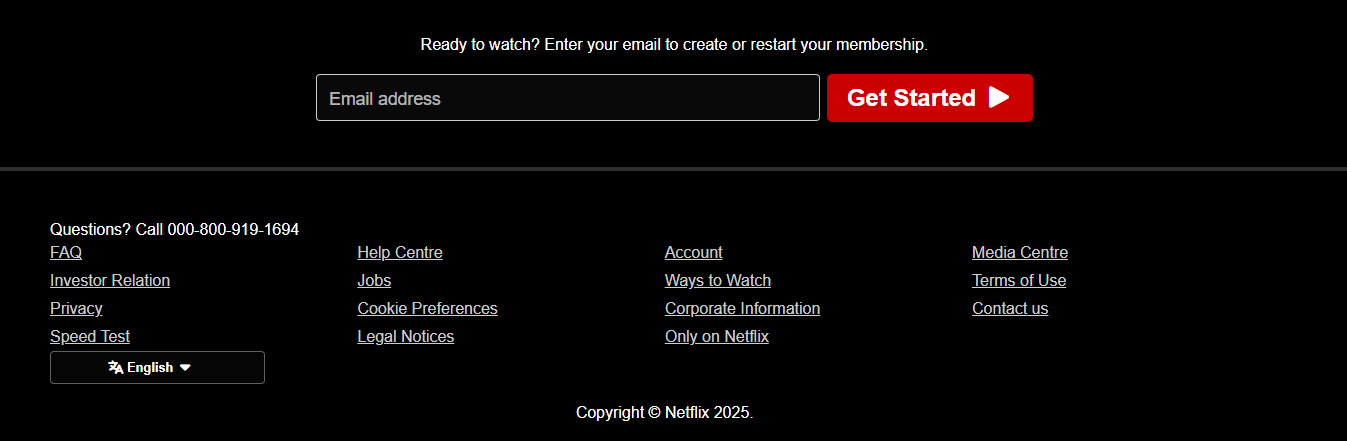 Ready to watch? Enter your email to create or restart your membership.
Email address
Get Started
Questions? Call 000-800-919-1694
FAQ Help Centre Account Media Centre
Investor Relation Jobs Ways to Watch Terms of Use
Privacy Cookie Preferences Corporate Information Contact us
Speed Test Legal Notices Only on Netflix
English
Copyright © Netflix 2025.